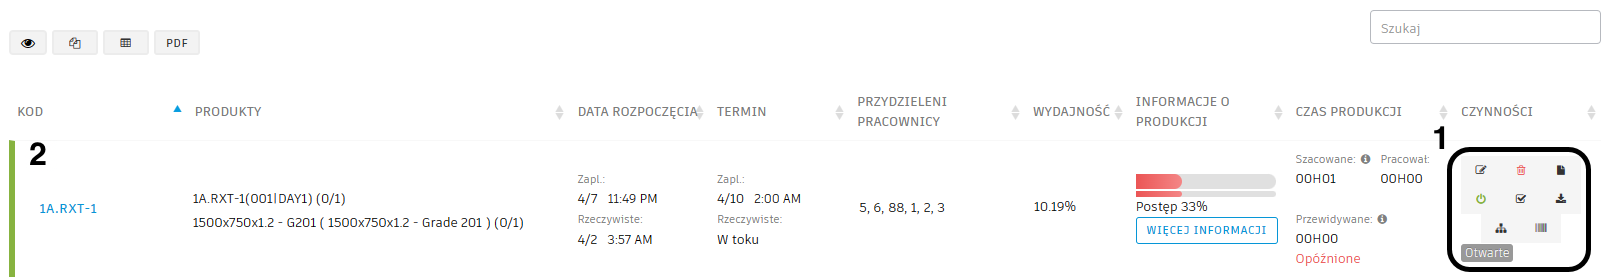 Szukaj
PDF
KOD
PRODUKTY
DATA ROZPOCZĘCIA
TERMIN
PRZYDZIELENI
PRACOWNICY
WYDAJNOŚĆ
INFORMACJE O
PRODUKCJI
CZAS PRODUKCJI
CZYNNOŚCI
1
2
1A.RXT-1
1A.RXT-1(001|DAY1) (0/1)
1500x750x1.2 - G201 ( 1500x750x1.2 - Grade 201 ) (0/1)
Zapl.:
4/7 11:49 PM
Rzeczywiste:
4/2 3:57 AM
Zapl.:
4/10 2:00 AM
Rzeczywiste:
W toku
5, 6, 88, 1, 2, 3
10.19%
Postęp 33%
WIĘCEJ INFORMACJI
Szacowane:
00H01
Pracował:
00H00
Przewidywane:
00H00
Opóźnione
Otwarte